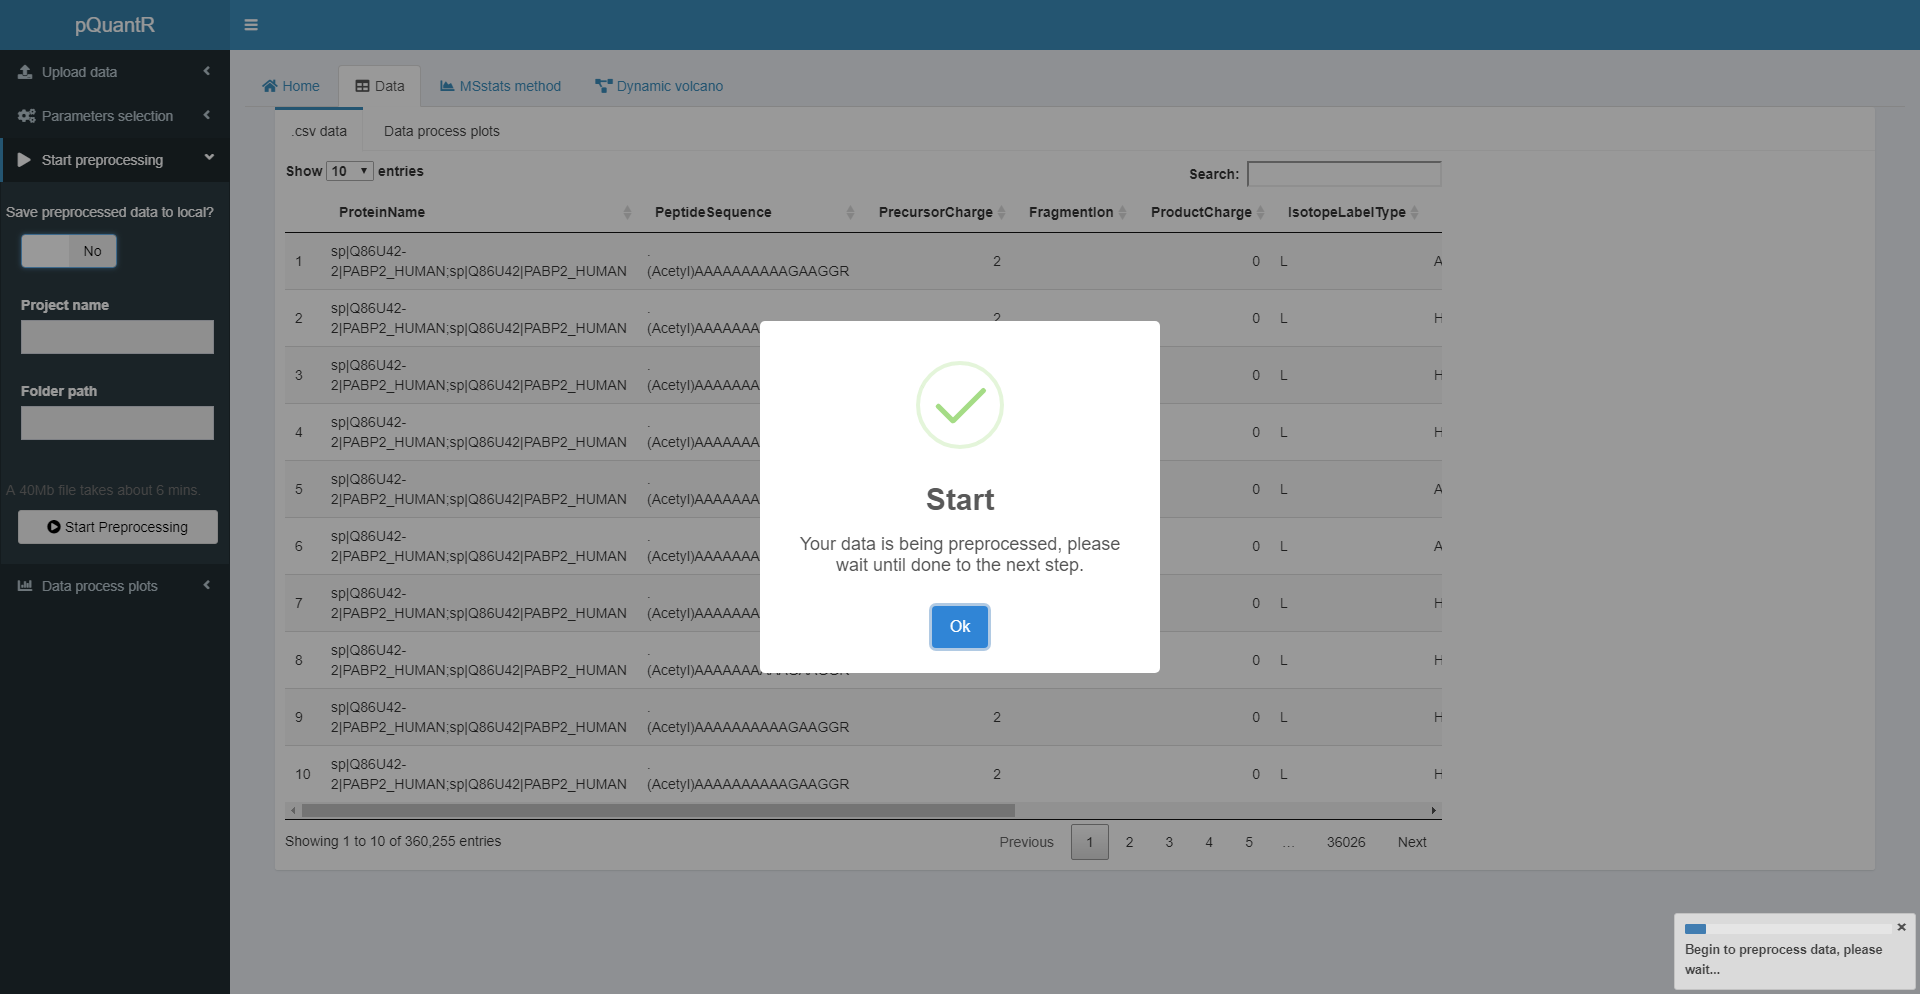 pQuantR
Upload data
Parameters selection
Start preprocessing
Save preprocessed data to local?
No
Project name
Folder path
A 40Mb file takes about 6 mins.
Start Preprocessing
Data process plots
Home
Data
MSstats method
Dynamic volcano
.csv data
Data process plots
Show 10 entries
Search:
ProteinName PeptideSequence PrecursorCharge FragmentIon ProductCharge IsotopeLabelType
1 sp|Q86U42-
2|PABP2_HUMAN;sp|Q86U42|PABP2_HUMAN
.
(Acetyl)AAAAAAAAAAGAAGGR
2 0 L A
2 sp|Q86U42-
2|PABP2_HUMAN;sp|Q86U42|PABP2_HUMAN
.
(Acetyl)AAAAAAA
2 0 L H
3 sp|Q86U42-
2|PABP2_HUMAN;sp|Q86U42|PABP2_HUMAN
.
(Acetyl)AAAAAAA
0 L H
4 sp|Q86U42-
2|PABP2_HUMAN;sp|Q86U42|PABP2_HUMAN
.
(Acetyl)AAAAAAA
0 L H
5 sp|Q86U42-
2|PABP2_HUMAN;sp|Q86U42|PABP2_HUMAN
.
(Acetyl)AAAAAAA
0 L A
6 sp|Q86U42-
2|PABP2_HUMAN;sp|Q86U42|PABP2_HUMAN
.
(Acetyl)AAAAAAA
0 L A
7 sp|Q86U42-
2|PABP2_HUMAN;sp|Q86U42|PABP2_HUMAN
.
(Acetyl)AAAAAAA
0 L H
8 sp|Q86U42-
2|PABP2_HUMAN;sp|Q86U42|PABP2_HUMAN
.
(Acetyl)AAAAAAAAAAGAAGGR
0 L H
9 sp|Q86U42-
2|PABP2_HUMAN;sp|Q86U42|PABP2_HUMAN
.
(Acetyl)AAAAAAAAAAGAAGGR
2 0 L H
10 sp|Q86U42-
2|PABP2_HUMAN;sp|Q86U42|PABP2_HUMAN
.
(Acetyl)AAAAAAAAAAGAAGGR
2 0 L H
Showing 1 to 10 of 360,255 entries
Previous 1 2 3 4 5 … 36026 Next
Start
Your data is being preprocessed, please
wait until done to the next step.
Ok
Begin to preprocess data, please
wait...